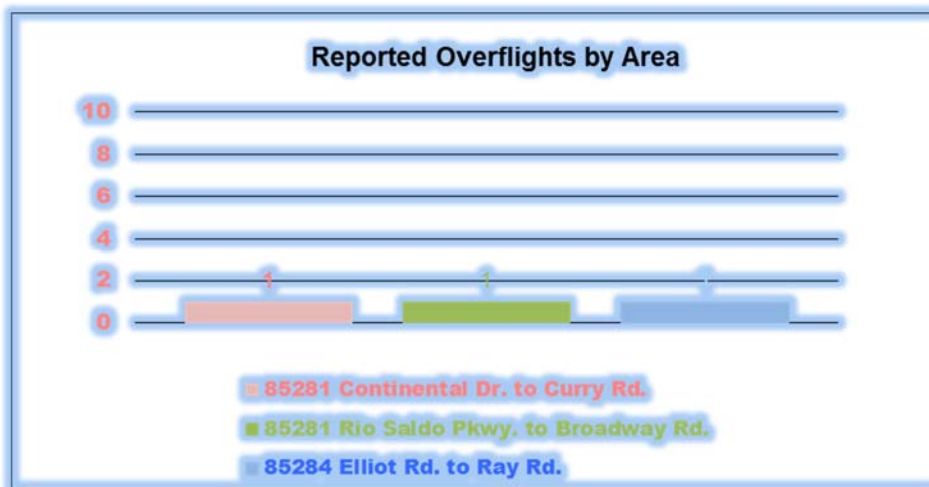 Reported Overflights by Area
10
8
6
4
2
0
1
1
85281 Continental Dr. to Curry Rd.
85281 Rio Saldo Pkwy. to Broadway Rd.
85284 Elliot Rd. to Ray Rd.